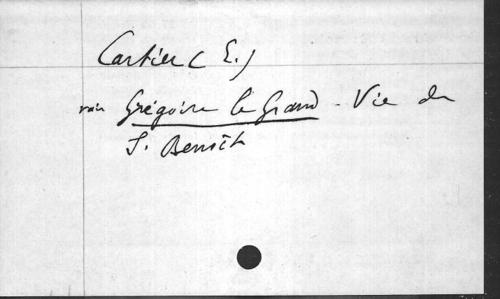 Cartier (E.)
voir Grégoire le Grand - Vie de
S. Benoît